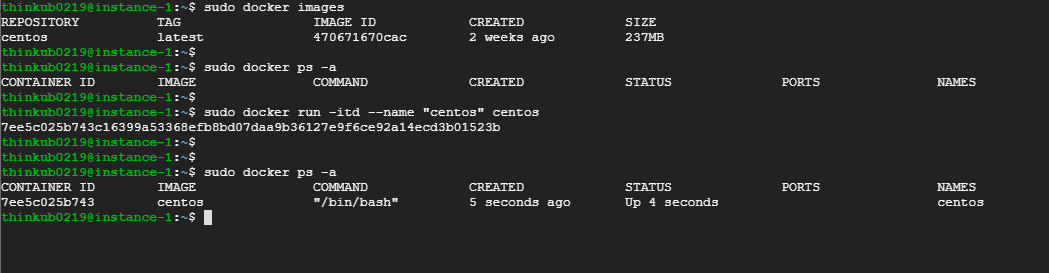 thinkub0219@instance-1:~$ sudo docker images
REPOSITORY TAG IMAGE ID CREATED SIZE
centos latest 470671670cac 2 weeks ago 237MB
thinkub0219@instance-1:~$
thinkub0219@instance-1:~$ sudo docker ps -a
CONTAINER ID IMAGE COMMAND CREATED STATUS PORTS NAMES
thinkub0219@instance-1:~$
thinkub0219@instance-1:~$ sudo docker run -itd --name "centos" centos
7ee5c025b743c16399a53368efb8bd07daa9b36127e9f6ce92a14ecd3b01523b
thinkub0219@instance-1:~$
thinkub0219@instance-1:~$
thinkub0219@instance-1:~$ sudo docker ps -a
CONTAINER ID IMAGE COMMAND CREATED STATUS PORTS NAMES
7ee5c025b743 centos "/bin/bash" 5 seconds ago Up 4 seconds centos
thinkub0219@instance-1:~$